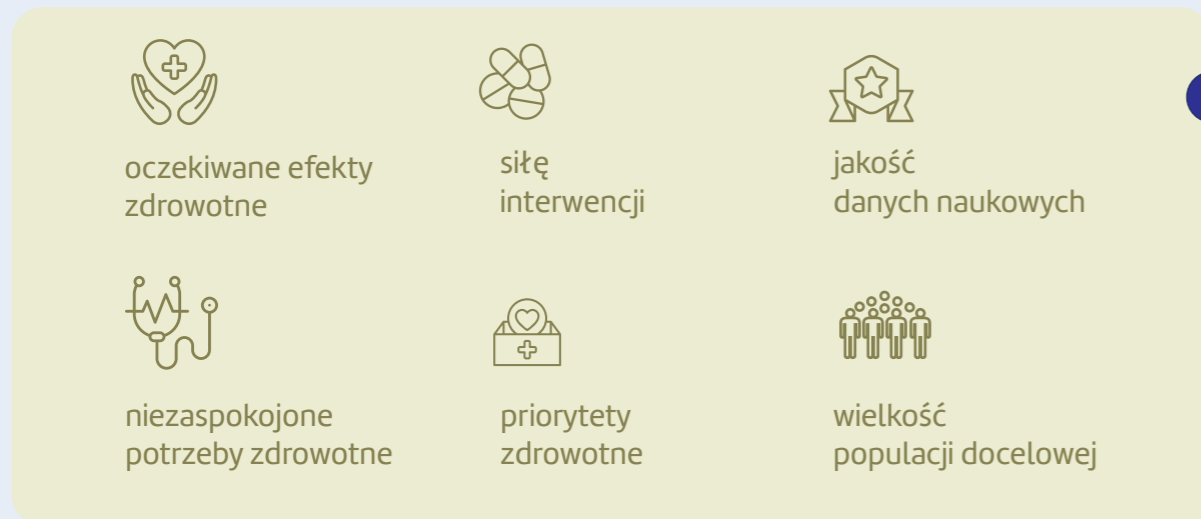 oczekiwane efekty
zdrowotne
siłę
interwencji
jakość
danych naukowych
niezaspokojone
potrzeby zdrowotne
priorytety
zdrowotne
wielkość
populacji docelowej